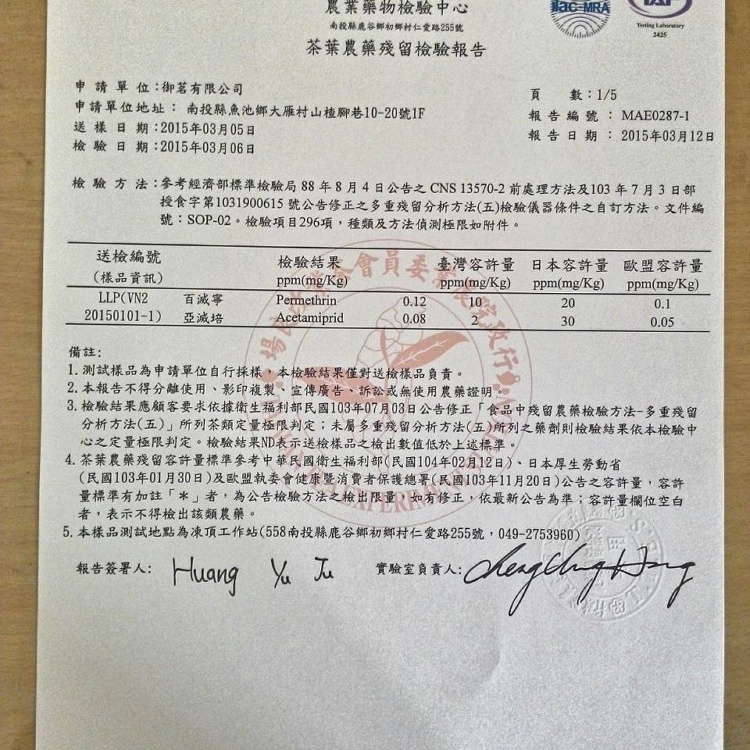 農業藥物檢驗中心
南投縣鹿谷鄉初鄉村仁愛路255號
茶葉農藥殘留檢驗報告
ilac-MRA
TAF
Testing Laboratory
2425
申請單位:御茗有限公司
申請單位地址: 南投縣魚池鄉大雁村山楂腳巷10-20號1F
送樣日期:2015年03月05日
檢驗日期:2015年03月06日
頁 數:1/5
報告編號: MAE0287-1
報告日期:2015年03月12日
檢驗方法:參考經濟部標準檢驗局 88 年 8 月 4 日公告之 CNS 13570-2 前處理方法及103 年 7 月 3 日部
授食字第1031900615 號公告修正之多重殘留分析方法(五)檢驗儀器條件之自訂方法。文件編
號:SOP-02。檢驗項目296項,種類及方法偵測極限如附件。
送檢編號 檢驗結果 臺灣容許量 日本容許量 歐盟容許量
(樣品資訊) ppm(mg/Kg) ppm(mg/Kg) ppm(mg/Kg) ppm(mg/Kg)
LLP(VN2 百滅寧 Permethrin 0.12 10 20 0.1
20150101-1) 亞滅培 Acetamiprid 0.08 2 30 0.05
備註:
1. 測試樣品為申請單位自行採樣,本檢驗結果僅對送檢樣品負責。
2. 本報告不得分離使用、影印複製、宣傳廣告、訴訟或無使用農藥證明。
3. 檢驗結果應顧客要求依據衛生福利部民國103年07月03日公告修正「食品中殘留農藥檢驗方法-多重殘留
分析方法(五)」所列茶類定量極限判定;未屬多重殘留分析方法(五)所列之藥劑則檢驗結果依本檢驗中
心之定量極限判定。檢驗結果ND表示送檢樣品之檢出數值低於上述標準。
4. 茶葉農藥殘留容許量標準參考中華民國衛生福利部(民國104年02月12日)、日本厚生勞動省
(民國103年01月30日)及歐盟執委會健康暨消費者保護總署(民國103年11月20日)公告之容許量,容許
量標準有加註「*」者,為公告檢驗方法之檢出限量,如有修正,依最新公告為準;容許量欄位空白
者,表示不得檢出該類農藥。
5. 本樣品測試地點為凍頂工作站(558南投縣鹿谷鄉初鄉村仁愛路255號,049-2753960)
報告簽署人: Huang Yu Ju 實驗室負責人: